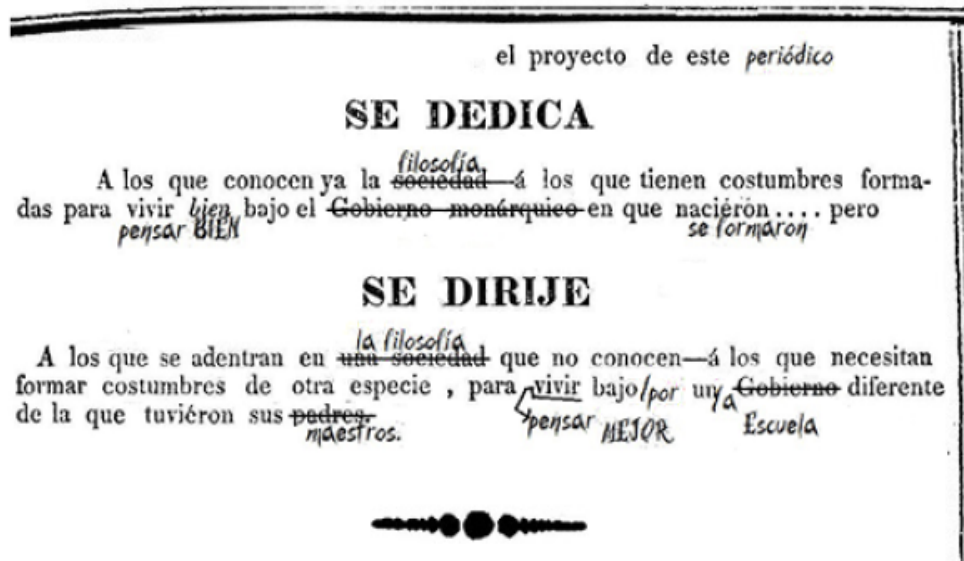 el proyecto de este periódico
SE DEDICA
filosofía
A los que conocen ya la sociedad—á los que tienen costumbres forma-
das para vivir bien bajo el Gobierno monárquico en que naciéron .... pero
pensar BIEN se formaron
SE DIRIJE
la filosofía
A los que se adentran en una sociedad que no conocen—á los que necesitan
formar costumbres de otra especie , para vivir bajo/por un/a Gobierno diferente
de la que tuviéron sus padres.
pensar MEJOR Escuela
maestros.